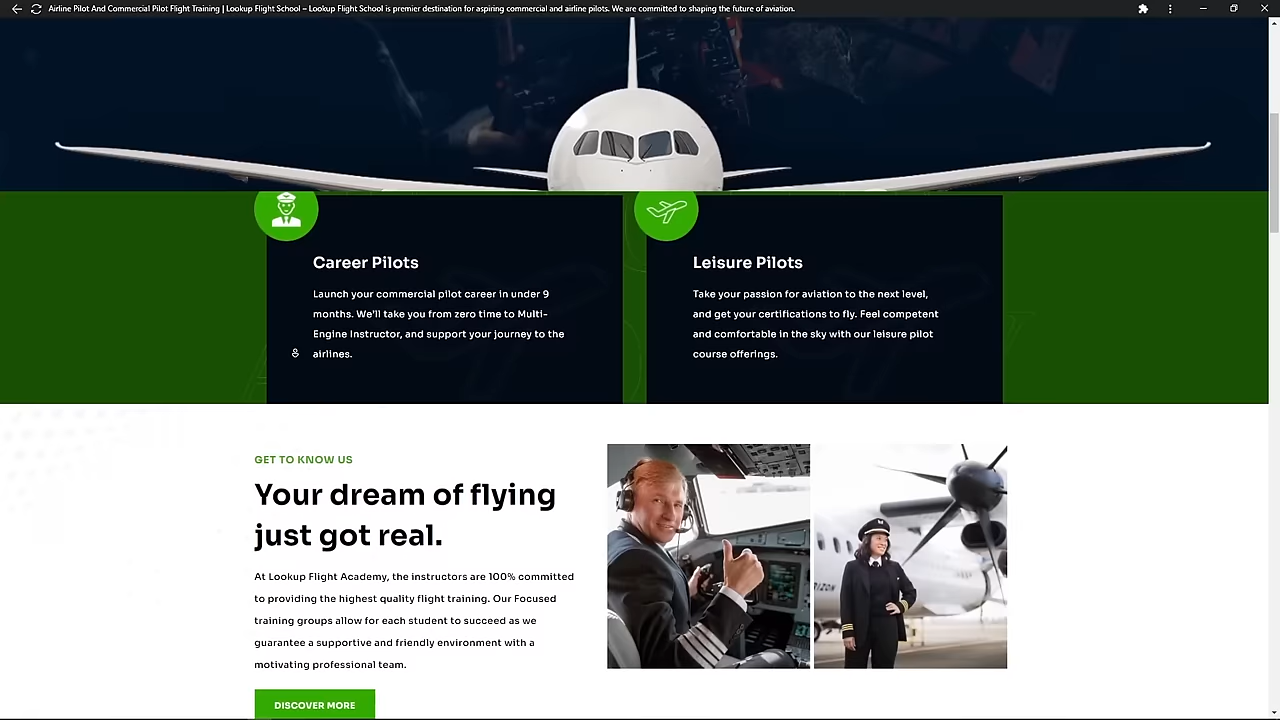 Airline Pilot And Commercial Pilot Flight Training | Lookup Flight School – Lookup Flight School is premier destination for aspiring commercial and airline pilots. We are committed to shaping the future of aviation.
Career Pilots
Launch your commercial pilot career in under 9
months. We'll take you from zero time to Multi-
Engine Instructor, and support your journey to the
airlines.
Leisure Pilots
Take your passion for aviation to the next level,
and get your certifications to fly. Feel competent
and comfortable in the sky with our leisure pilot
course offerings.
GET TO KNOW US
Your dream of flying
just got real.
At Lookup Flight Academy, the instructors are 100% committed
to providing the highest quality flight training. Our Focused
training groups allow for each student to succeed as we
guarantee a supportive and friendly environment with a
motivating professional team.
DISCOVER MORE